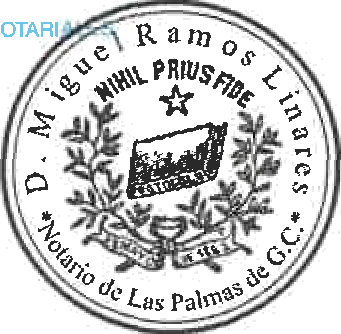 OTARI
D. Miguel Ramos Linares
NIHIL PRIUS FIDE
*Notario de Las Palmas de G.C.*